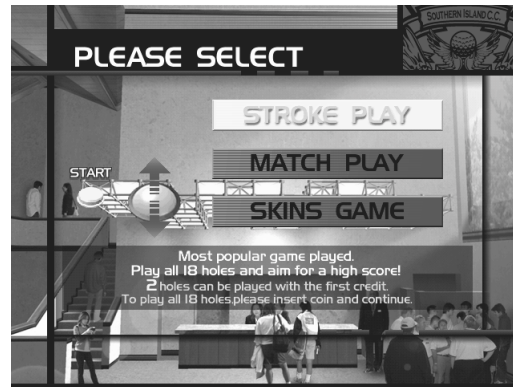 SOUTHERN ISLAND C.C.
PLEASE SELECT
STROKE PLAY
START
MATCH PLAY
SKINS GAME
Most popular game played.
Play all 18 holes and aim for a high score!
2 holes can be played with the first credit.
To play all 18 holes,please insert coin and continue.